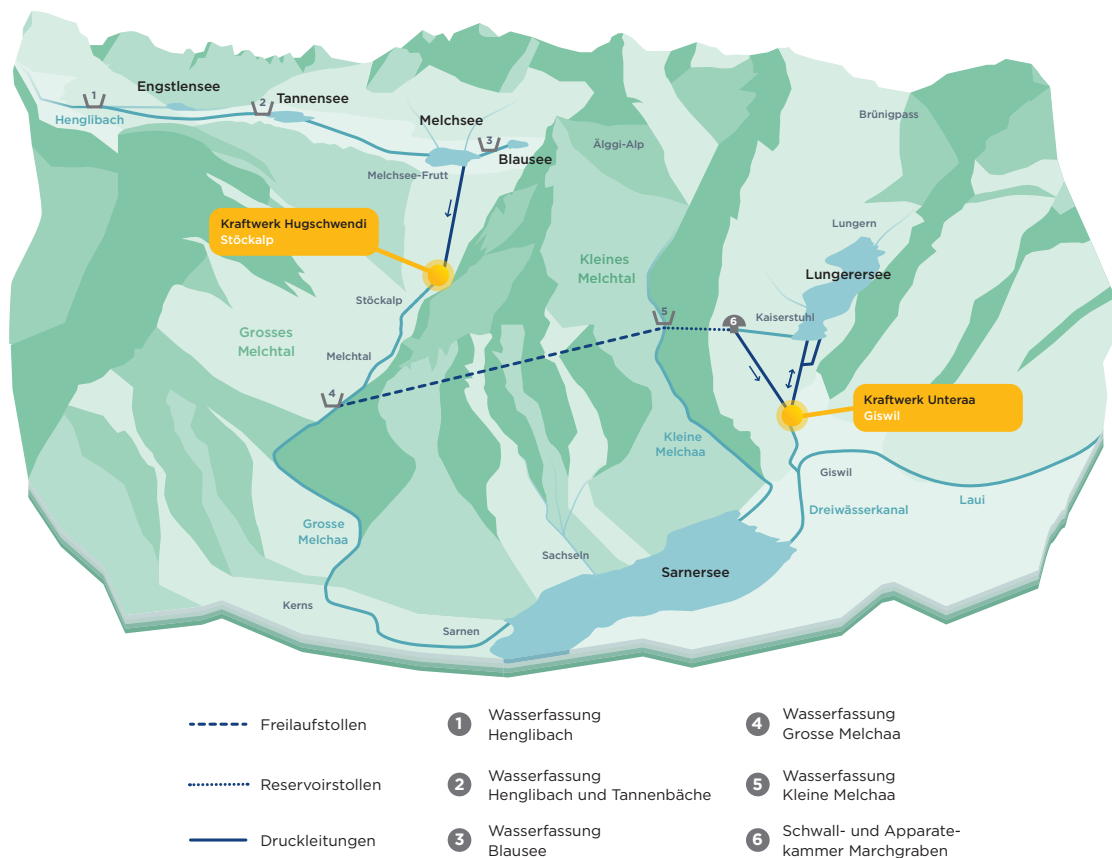 Engstlensee
1
Henglibach
2
Tannensee
Melchsee
3
Blausee
Melchsee-Frutt
Älggi-Alp
Brünigpass
Kraftwerk Hugschwendi
Stöckalp
Lungern
Lungerersee
Kleines
Melchtal
Stöckalp
Grosses
Melchtal
Melchtal
5
6
Kaiserstuhl
4
Kraftwerk Unteraa
Giswil
Kleine
Melchaa
Giswil
Laui
Dreiwässerkanal
Grosse
Melchaa
Sachseln
Sarnersee
Kerns
Sarnen
Freilaufstollen
Reservoirstollen
Druckleitungen
1 Wasserfassung
Henglibach
2 Wasserfassung
Henglibach und Tannenbäche
3 Wasserfassung
Blausee
4 Wasserfassung
Grosse Melchaa
5 Wasserfassung
Kleine Melchaa
6 Schwall- und Apparate-
kammer Marchgraben